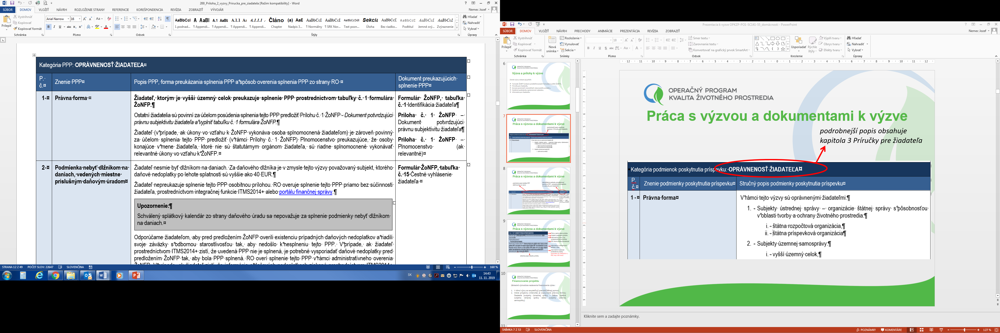 200_Priloha_2_vyzvy_Prirucka_pre_ziadatela [Režim kompatibility] - Word
SÚBOR DOMOV VLOŽIŤ NÁVRH ROZLOŽENIE STRANY REFERENCIE KOREŠPONDENCIA REVÍZIA ZOBRAZIŤ VÝVOJÁR
Nemec Jozef
Prilepiť
Vystrihnúť
Kopírovať
Kopírovať formát
Schránka
Arial Narrow 16
Písmo
Odsek
1.podnad... ¶ Appendi... ¶ Appendi... ¶ Appendi... ¶ Appendi... Chapter Nadpis 3... ¶ Normálny ¶ SRK Nor... Text pozn... Úloha Bez riadko... Podtitul Jemné zvý... Zvýraznenie
Štýly
Hľadať
Nahradiť
Vybrať
Úpravy
Kategória PPP: OPRÁVNENOSŤ ŽIADATEĽA¤
P. č.¤
Znenie PPP¤
Popis PPP, forma preukázania splnenia PPP a spôsob overenia splnenia PPP zo strany RO ¤
Dokument preukazujúcich
splnenie PPP¤
1 ¤
Právna forma ¤
Žiadateľ, ktorým je vyšší územný celok preukazuje splnenie PPP prostredníctvom tabuľky č. 1 formulára
ŽoNFP.¶
Ostatní žiadatelia sú povinní za účelom posúdenia splnenia tejto PPP predložiť Prílohu č. 1 ŽoNFP - Dokument potvrdzujúci
právnu subjektivitu žiadateľa a vyplniť tabuľku č. 1 formulára ŽoNFP.¶
Žiadateľ (v prípade, ak úkony vo vzťahu k ŽoNFP vykonáva osoba splnomocnená žiadateľom) je zároveň povinný
za účelom splnenia tejto PPP predložiť (v rámci Prílohy č. 1 ŽoNFP) Plnomocenstvo preukazujúce, že osoby
konajúce v mene žiadateľa, ktoré nie sú štatutárnym orgánom žiadateľa, sú riadne splnomocnené vykonávať
relevantné úkony vo vzťahu k ŽoNFP.¤
Formulár ŽoNFP, tabuľka
č. 1 Identifikácia žiadateľa¶
Príloha č. 1 ŽoNFP –
Dokument potvrdzujúci
právnu subjektivitu žiadateľa¶
Príloha č. 1 ŽoNFP –
Plnomocenstvo (ak
relevantné)¤
2 ¤
Podmienka nebyť dlžníkom na
daniach, vedených miestne
príslušným daňovým úradom¤
Žiadateľ nesmie byť dlžníkom na daniach. Za daňového dlžníka je v zmysle tejto výzvy považovaný subjekt, ktorého
daňové nedoplatky po lehote splatnosti sú vyššie ako 40 EUR.¶
Žiadateľ nepreukazuje splnenie tejto PPP osobitnou prílohou. RO overuje splnenie tejto PPP priamo bez súčinnosti
žiadateľa, prostredníctvom integračnej funkcie ITMS2014+ alebo portálu finančnej správy.¶
Upozornenie:¶
Schválený splátkový kalendár zo strany daňového úradu sa nepovažuje za splnenie podmienky nebyť dlžníkom
na daniach.¤
Odporúčame žiadateľom, aby pred predložením ŽoNFP overili existenciu prípadných daňových nedoplatkov a riadili
svoje záväzky s odbornou starostlivosťou tak, aby nedošlo k nesplneniu tejto PPP. V prípade, ak žiadateľ
prostredníctvom ITMS2014+ zistí, že uvedená PPP nie je splnená, je potrebné vysporiadať daňové nedoplatky pred
predložením ŽoNFP tak, aby bola PPP splnená. RO overí splnenie tejto PPP v rámci administratívneho overenia
Formulár ŽoNFP, tabuľka
č. 15 Čestné vyhlásenie
žiadateľa ¤
STRANA 12 Z 49 POČET SLOV: 22647 SLOVENČINA 160 %
SK 14:43
11. 11. 2019
Prezentacia k vyzve OPKZP-PO1-SC141-55_domácnosti - PowerPoint
SÚBOR DOMOV VLOŽIŤ NÁVRH PRECHODY ANIMÁCIE PREZENTÁCIA REVÍZIA ZOBRAZIŤ
Nemec Jozef
Prilepiť
Vystrihnúť
Kopírovať
Kopírovať formát
Schránka
Nová snímka
Rozloženie
Vynulovať
Sekcia
Snímky
18
Písmo
Smer textu
Zarovnanie textu
Konvertovať na grafický prvok SmartArt
Odsek
Usporiadať
Rýchle štýly
Výplň tvaru
Obrys tvaru
Efekty tvaru
Kreslenie
Hľadať
Nahradiť
Vybrať
Úpravy
6
Výzva a prílohy k výzve
7
Práca s výzvou a dokumentami k výzve
8
Práca s výzvou a dokumentami k výzve
9
Práca s výzvou a dokumentami k výzve
10
Financovanie projektu
11
OPERAČNÝ PROGRAM
KVALITA ŽIVOTNÉHO PROSTREDIA
Práca s výzvou a dokumentami k výzve
podrobnejší popis obsahuje
kapitola 3 Príručky pre žiadateľa
Kategória podmienok poskytnutia príspevku: OPRÁVNENOSŤ ŽIADATEĽA¤
P. č.¤
Znenie podmienky poskytnutia príspevku¤
Stručný popis podmienky poskytnutia príspevku¤
1 ¤
Právna forma¤
V rámci tejto výzvy sú oprávnenými žiadateľmi:¶
1. Subjekty ústrednej správy – organizácie štátnej správy s pôsobnosťou
v oblasti tvorby a ochrany životného prostredia:¶
i. štátna rozpočtová organizácia,¶
ii. štátna príspevková organizácia¶
2. Subjekty územnej samosprávy:¶
i. vyšší územný celok,¶
Kliknite sem a zadajte poznámky.
SNÍMKA 7 Z 53 SLOVENČINA POZNÁMKY KOMENTÁRE 127 %